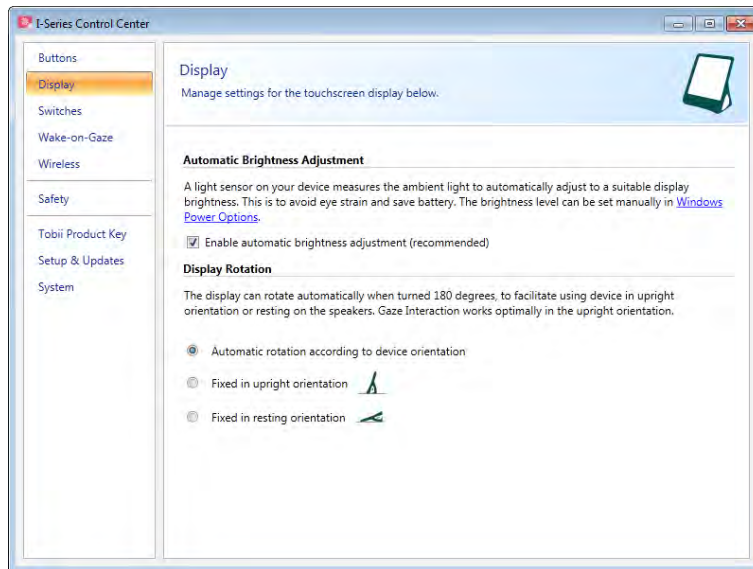 I-Series Control Center
Buttons
Display
Switches
Wake-on-Gaze
Wireless
Safety
Tobii Product Key
Setup & Updates
System
Display
Manage settings for the touchscreen display below.
Automatic Brightness Adjustment
A light sensor on your device measures the ambient light to automatically adjust to a suitable display
brightness. This is to avoid eye strain and save battery. The brightness level can be set manually in Windows
Power Options.
Enable automatic brightness adjustment (recommended)
Display Rotation
The display can rotate automatically when turned 180 degrees, to facilitate using device in upright
orientation or resting on the speakers. Gaze Interaction works optimally in the upright orientation.
Automatic rotation according to device orientation
Fixed in upright orientation
Fixed in resting orientation